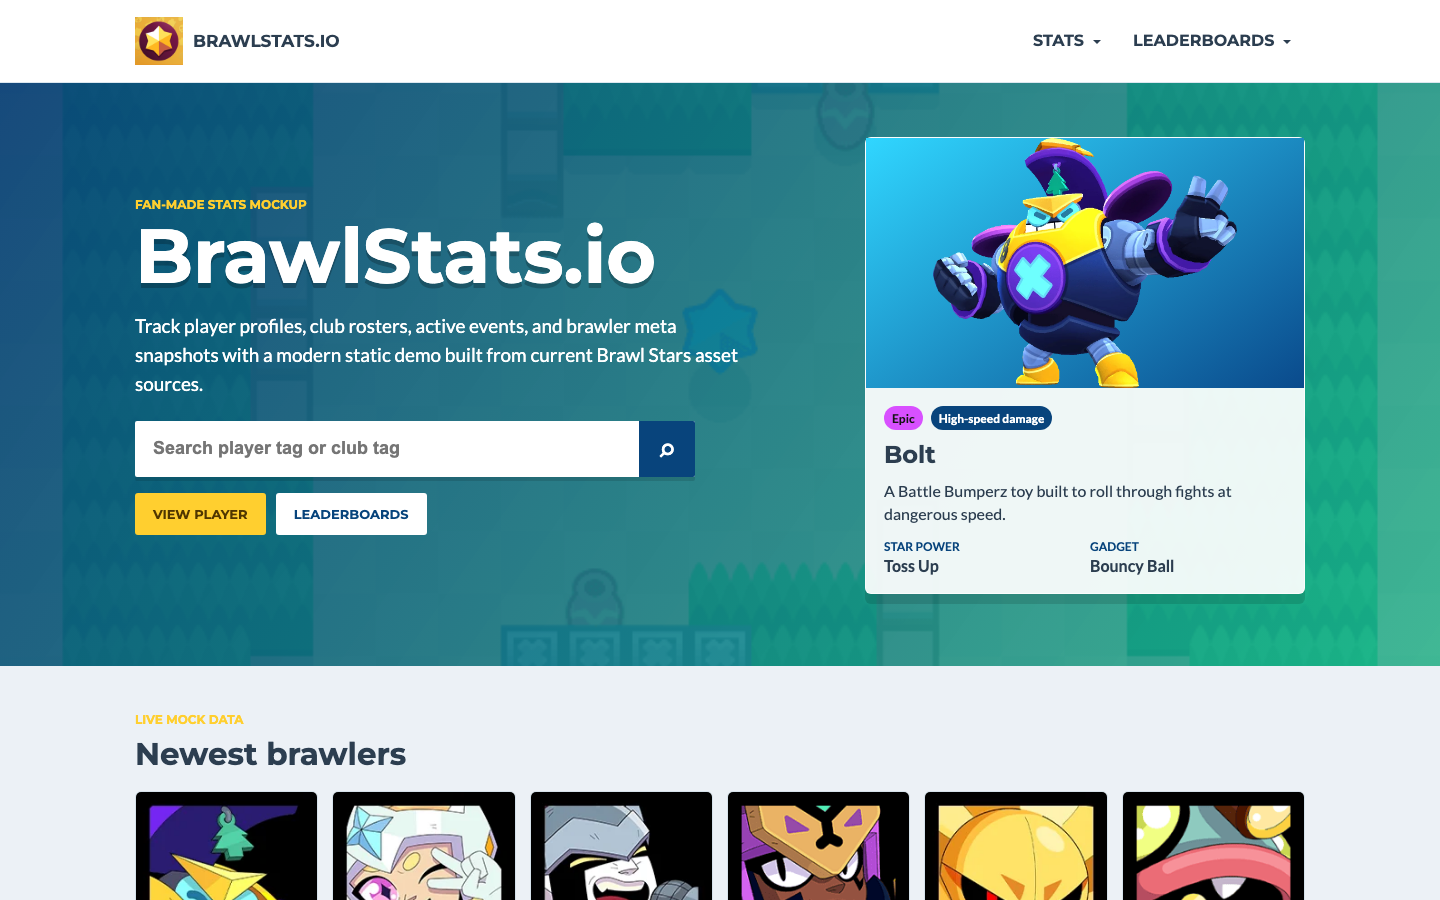 BRAWLSTATS.IO
STATS
LEADERBOARDS
FAN-MADE STATS MOCKUP
BrawlStats.io
Track player profiles, club rosters, active events, and brawler meta
snapshots with a modern static demo built from current Brawl Stars asset
sources.
Search player tag or club tag
VIEW PLAYER
LEADERBOARDS
Epic
High-speed damage
Bolt
A Battle Bumperz toy built to roll through fights at
dangerous speed.
STAR POWER
Toss Up
GADGET
Bouncy Ball
LIVE MOCK DATA
Newest brawlers